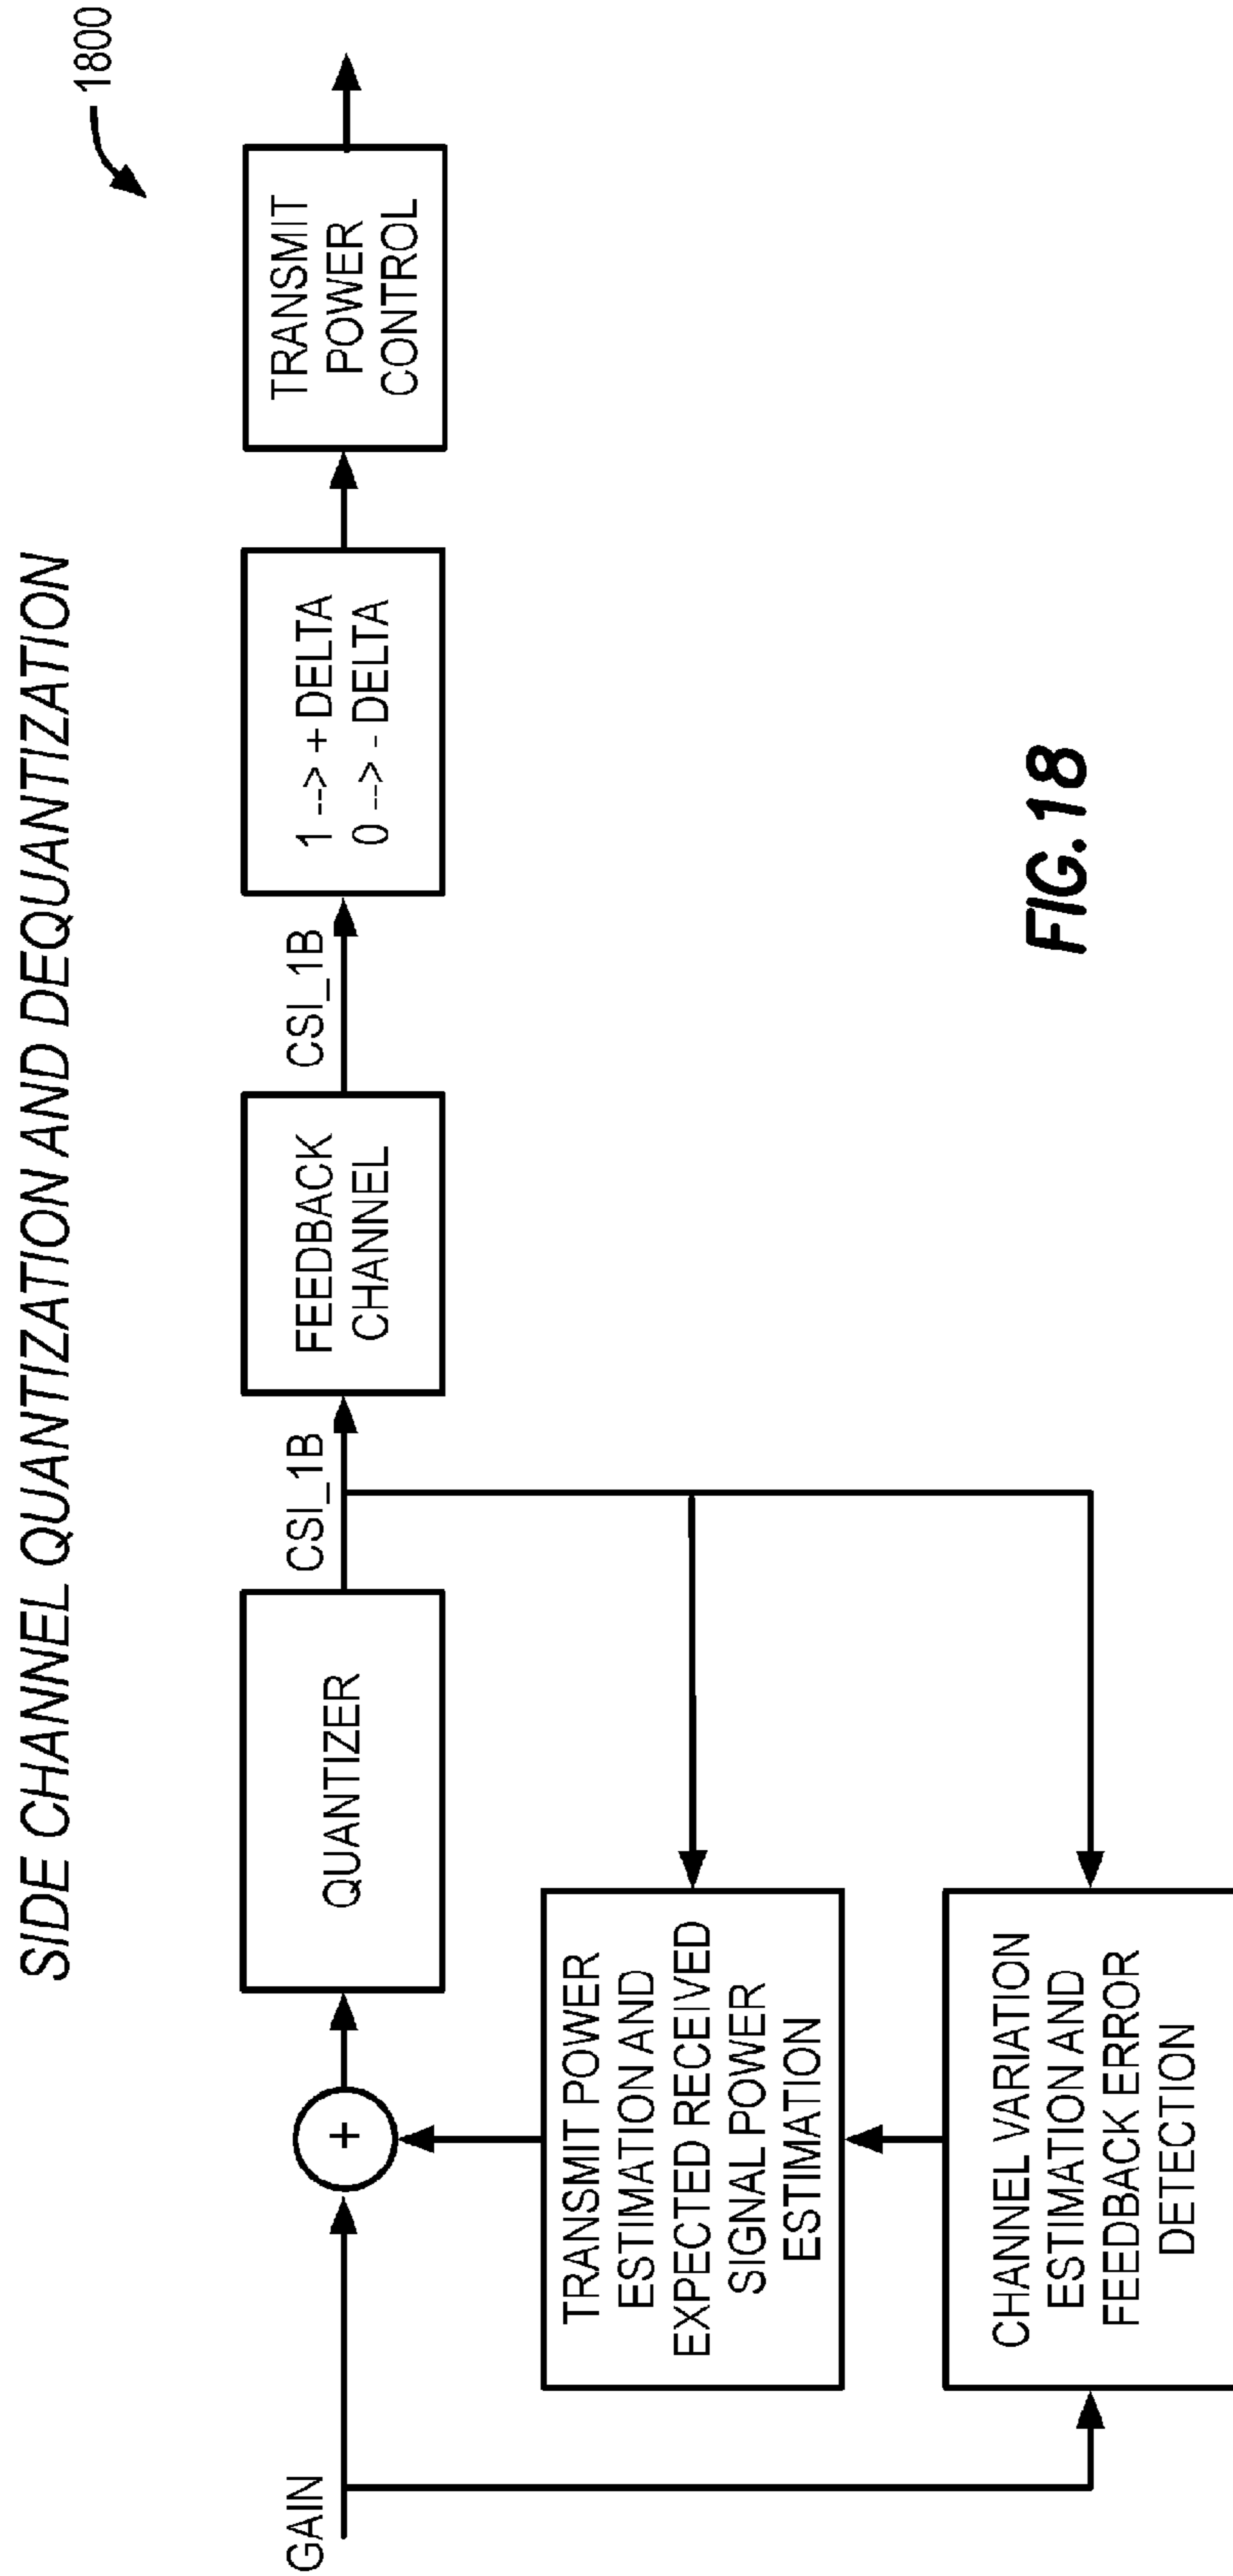 SIDE CHANNEL QUANTIZATION AND DEQUANTIZATION
1800
GAIN
+
QUANTIZER
CSI_1B
FEEDBACK
CHANNEL
CSI_1B
1 --> + DELTA
0 --> - DELTA
TRANSMIT
POWER
CONTROL
TRANSMIT POWER
ESTIMATION AND
EXPECTED RECEIVED
SIGNAL POWER
ESTIMATION
CHANNEL VARIATION
ESTIMATION AND
FEEDBACK ERROR
DETECTION
FIG. 18